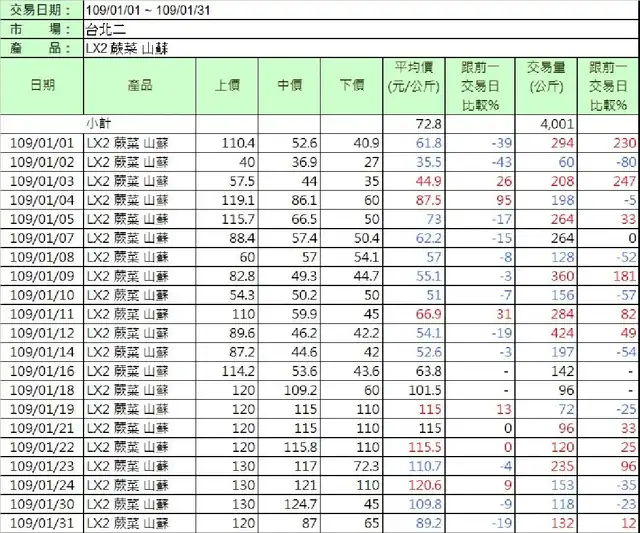 交易日期： 109/01/01 ~ 109/01/31
市 場： 台北二
產 品： LX2 蕨菜 山蘇
日期 產品 上價 中價 下價 平均價(元/公斤) 跟前一交易日比較% 交易量(公斤) 跟前一交易日比較%
小計 72.8 4,001
109/01/01 LX2 蕨菜 山蘇 110.4 52.6 40.9 61.8 -39 294 230
109/01/02 LX2 蕨菜 山蘇 40 36.9 27 35.5 -43 60 -80
109/01/03 LX2 蕨菜 山蘇 57.5 44 35 44.9 26 208 247
109/01/04 LX2 蕨菜 山蘇 119.1 86.1 60 87.5 95 198 -5
109/01/05 LX2 蕨菜 山蘇 115.7 66.5 50 73 -17 264 33
109/01/07 LX2 蕨菜 山蘇 88.4 57.4 50.4 62.2 -15 264 0
109/01/08 LX2 蕨菜 山蘇 60 57 54.1 57 -8 128 -52
109/01/09 LX2 蕨菜 山蘇 82.8 49.3 44.7 55.1 -3 360 181
109/01/10 LX2 蕨菜 山蘇 54.3 50.2 50 51 -7 156 -57
109/01/11 LX2 蕨菜 山蘇 110 59.9 45 66.9 31 284 82
109/01/12 LX2 蕨菜 山蘇 89.6 46.2 42.2 54.1 -19 424 49
109/01/14 LX2 蕨菜 山蘇 87.2 44.6 42 52.6 -3 197 -54
109/01/16 LX2 蕨菜 山蘇 114.2 53.6 43.6 63.8 - 142 -
109/01/18 LX2 蕨菜 山蘇 120 109.2 60 101.5 - 96 -
109/01/19 LX2 蕨菜 山蘇 120 115 110 115 13 72 -25
109/01/21 LX2 蕨菜 山蘇 120 115 110 115 0 96 33
109/01/22 LX2 蕨菜 山蘇 120 115.8 110 115.5 0 120 25
109/01/23 LX2 蕨菜 山蘇 130 117 72.3 110.7 -4 235 96
109/01/24 LX2 蕨菜 山蘇 130 121 110 120.6 9 153 -35
109/01/30 LX2 蕨菜 山蘇 130 124.7 45 109.8 -9 118 -23
109/01/31 LX2 蕨菜 山蘇 120 87 65 89.2 -19 132 12